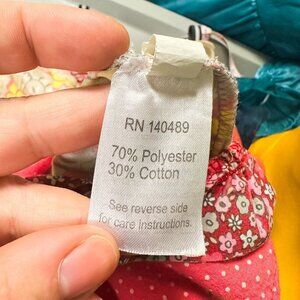 RN 140489
70% Polyester
30% Cotton
See reverse side
for care instructions.